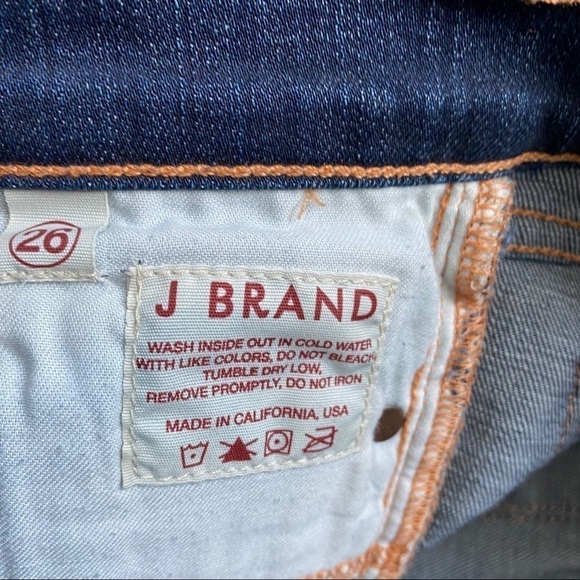 26
J BRAND
WASH INSIDE OUT IN COLD WATER
WITH LIKE COLORS, DO NOT BLEACH,
TUMBLE DRY LOW,
REMOVE PROMPTLY, DO NOT IRON
MADE IN CALIFORNIA, USA